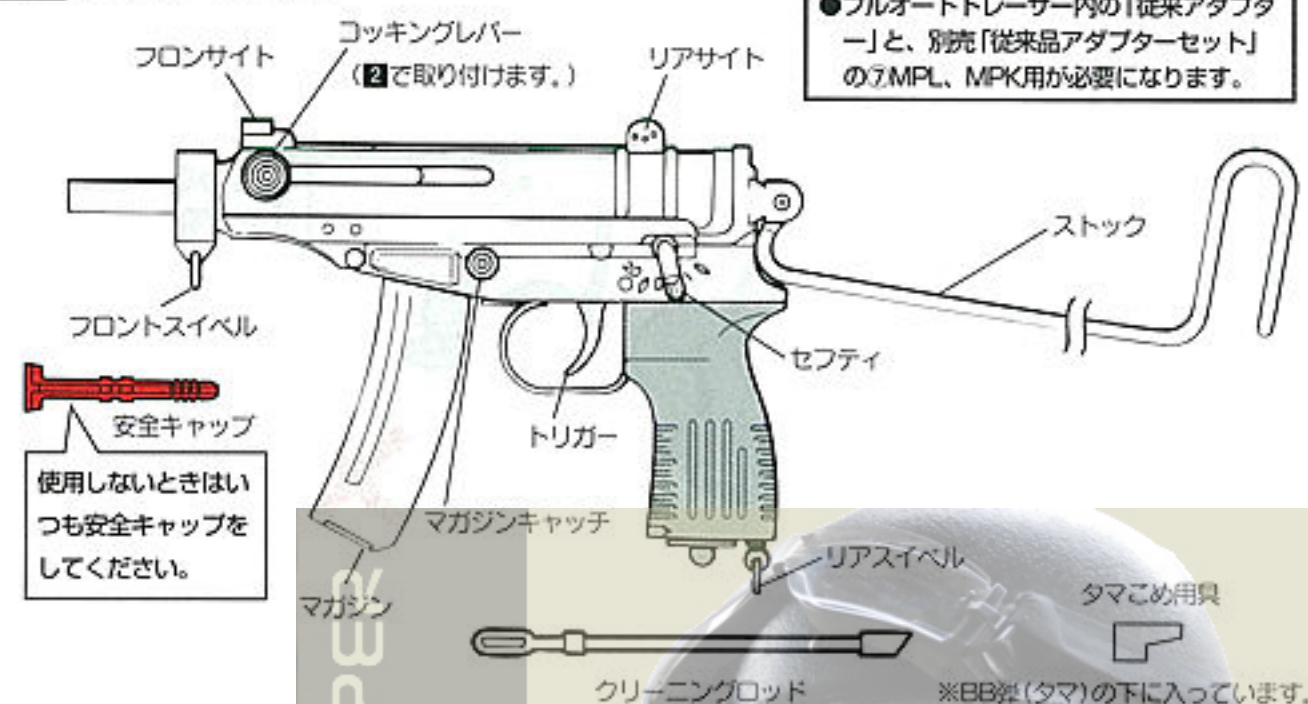 ●フルオートトレーサー内の「従来アダプタ
ー」と、別売「従来品アダプターセット」
の⑦MPL、MPK用が必要になります。
コッキングレバー
(2で取り付けます。)
フロンサイト
リアサイト
ストック
フロントスイベル
セフティ
安全キャップ
トリガー
使用しないときはい
つも安全キャップを
してください。
マガジンキャッチ
リアスイベル
マガジン
タマこめ用具
クリーニングロッド
※BB弾(タマ)の下に入っています。